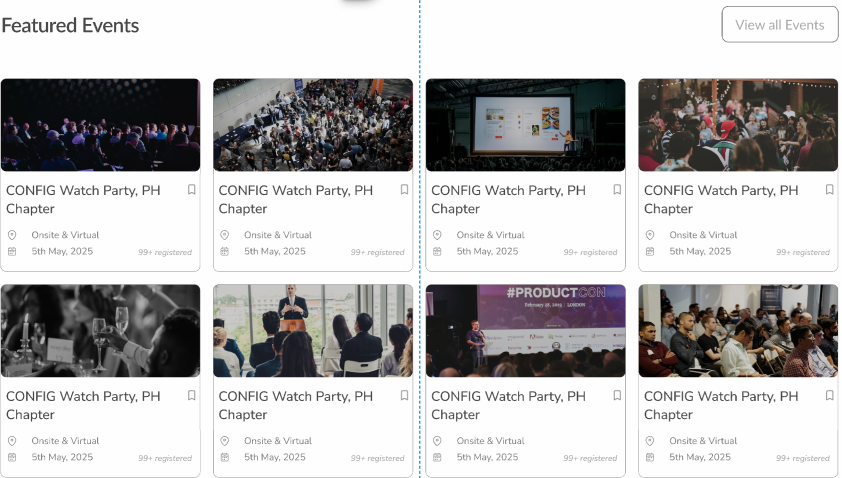 Featured Events
View all Events
CONFIG Watch Party, PH
Chapter
Onsite & Virtual
5th May, 2025
99+ registered
CONFIG Watch Party, PH
Chapter
Onsite & Virtual
5th May, 2025
99+ registered
CONFIG Watch Party, PH
Chapter
Onsite & Virtual
5th May, 2025
99+ registered
CONFIG Watch Party, PH
Chapter
Onsite & Virtual
5th May, 2025
99+ registered
#PRODUCTCON
LONDON
CONFIG Watch Party, PH
Chapter
Onsite & Virtual
5th May, 2025
99+ registered
CONFIG Watch Party, PH
Chapter
Onsite & Virtual
5th May, 2025
99+ registered
CONFIG Watch Party, PH
Chapter
Onsite & Virtual
5th May, 2025
99+ registered
CONFIG Watch Party, PH
Chapter
Onsite & Virtual
5th May, 2025
99+ registered